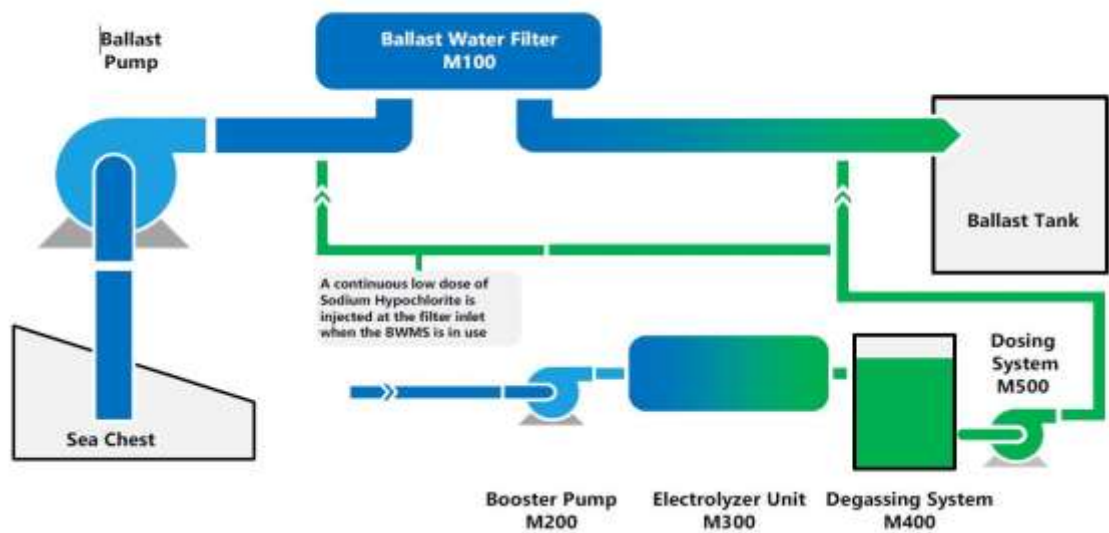 Ballast
Pump
Ballast Water Filter
M100
Ballast Tank
A continuous low dose of
Sodium Hypochlorite is
injected at the filter inlet
when the BWMS is in use
Dosing
System
M500
Sea Chest
Booster Pump
M200
Electrolyzer Unit
M300
Degassing System
M400